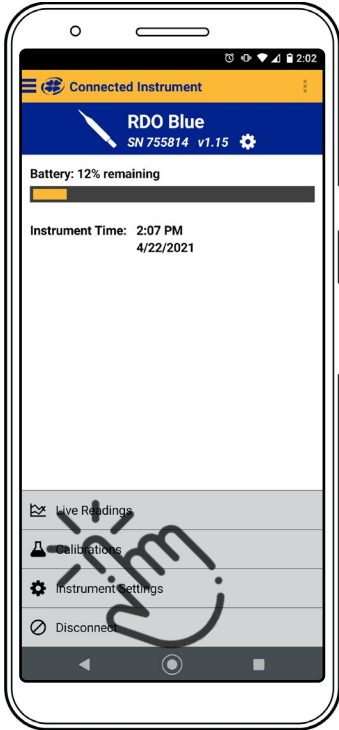 2:02
Connected Instrument
RDO Blue
SN 755814 v1.15
Battery: 12% remaining
Instrument Time: 2:07 PM
4/22/2021
Live Readings
Calibrations
Instrument Settings
Disconnect